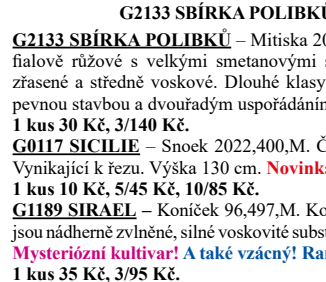 G2133 SBÍRKA POLIBKŮ
G2133 SBÍRKA POLIBKŮ – Mitiska 20
fialově růžové s velkými smetanovými s
zřasené a středně voskové. Dlouhé klasy
pevnou stavbou a dvouřadým uspořádáním
1 kus 30 Kč, 3/140 Kč.
G0117 SICILIE – Snoek 2022,400,M. Č
Vynikající k řezu. Výška 130 cm. Novinka
1 kus 10 Kč, 5/45 Kč, 10/85 Kč.
G1189 SIRAEL – Koníček 96,497,M. Ko
jsou nádherně zvlněné, silné voskovité subst
Mysteriózní kultivar! A také vzácný! Ran
1 kus 35 Kč, 3/95 Kč.